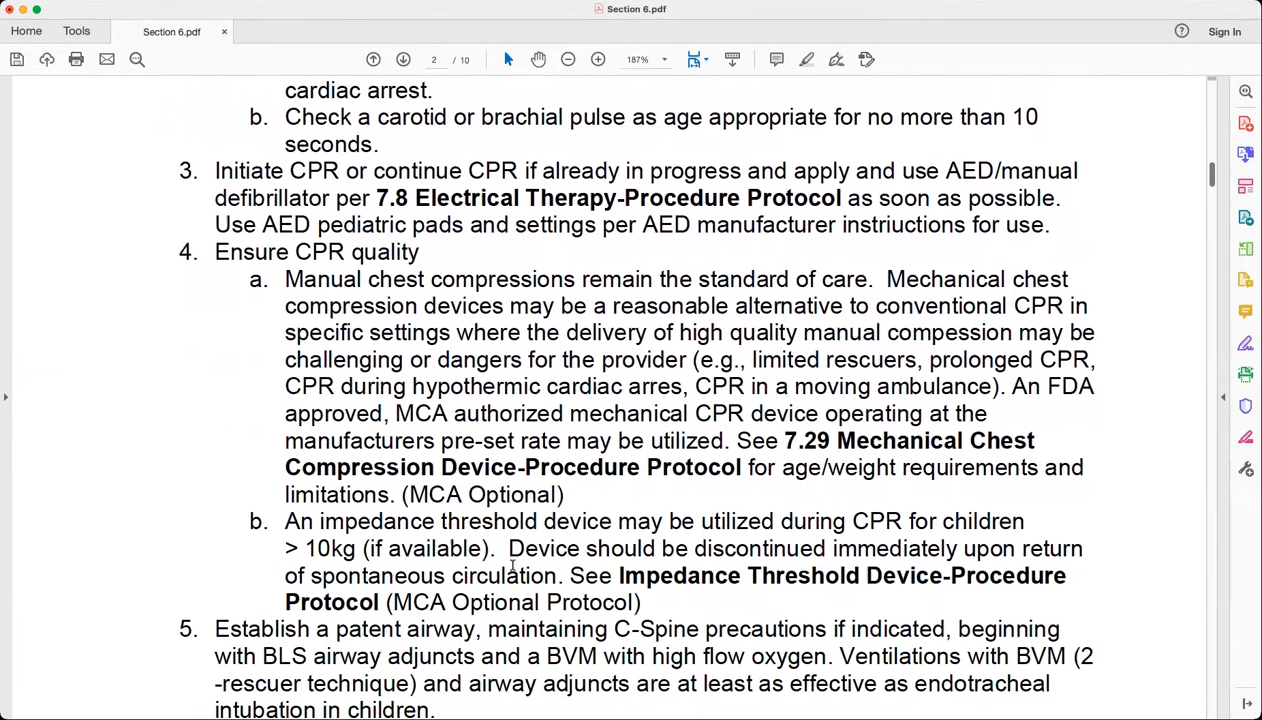 Section 6.pdf
Home Tools Section 6.pdf × Sign In
2 / 10 187%
cardiac arrest.
b. Check a carotid or brachial pulse as age appropriate for no more than 10
seconds.
3. Initiate CPR or continue CPR if already in progress and apply and use AED/manual
defibrillator per 7.8 Electrical Therapy-Procedure Protocol as soon as possible.
Use AED pediatric pads and settings per AED manufacturer instriuctions for use.
4. Ensure CPR quality
a. Manual chest compressions remain the standard of care. Mechanical chest
compression devices may be a reasonable alternative to conventional CPR in
specific settings where the delivery of high quality manual compession may be
challenging or dangers for the provider (e.g., limited rescuers, prolonged CPR,
CPR during hypothermic cardiac arres, CPR in a moving ambulance). An FDA
approved, MCA authorized mechanical CPR device operating at the
manufacturers pre-set rate may be utilized. See 7.29 Mechanical Chest
Compression Device-Procedure Protocol for age/weight requirements and
limitations. (MCA Optional)
b. An impedance threshold device may be utilized during CPR for children
> 10kg (if available). Device should be discontinued immediately upon return
of spontaneous circulation. See Impedance Threshold Device-Procedure
Protocol (MCA Optional Protocol)
5. Establish a patent airway, maintaining C-Spine precautions if indicated, beginning
with BLS airway adjuncts and a BVM with high flow oxygen. Ventilations with BVM (2
-rescuer technique) and airway adjuncts are at least as effective as endotracheal
intubation in children.